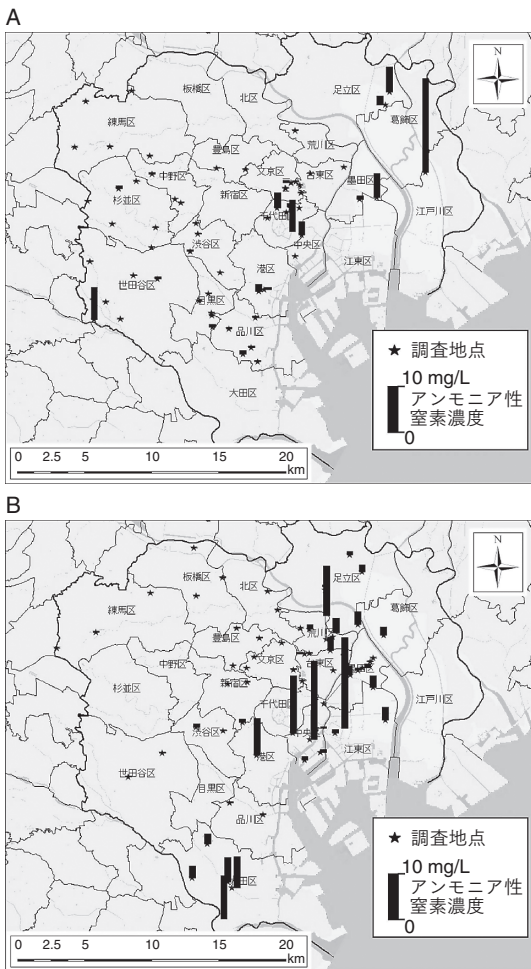 A
N
板橋区
北区
足立区
葛飾区
練馬区
豊島区
荒川区
中野区
文京区
台東区
墨田区
杉並区
新宿区
千代田区
江戸川区
渋谷区
中央区
江東区
港区
世田谷区
目黒区
品川区
大田区
★ 調査地点
10 mg/L
アンモニア性
窒素濃度
0
0 2.5 5 10 15 20
km
B
N
足立区
板橋区
北区
葛飾区
練馬区
豊島区
荒川区
文京区
台東区
中野区
新宿区
杉並区
千代田区
江戸川区
渋谷区
中央区
江東区
港区
世田谷区
目黒区
品川区
★ 調査地点
10 mg/L
アンモニア性
窒素濃度
0
0 2.5 5 10 15 20
km